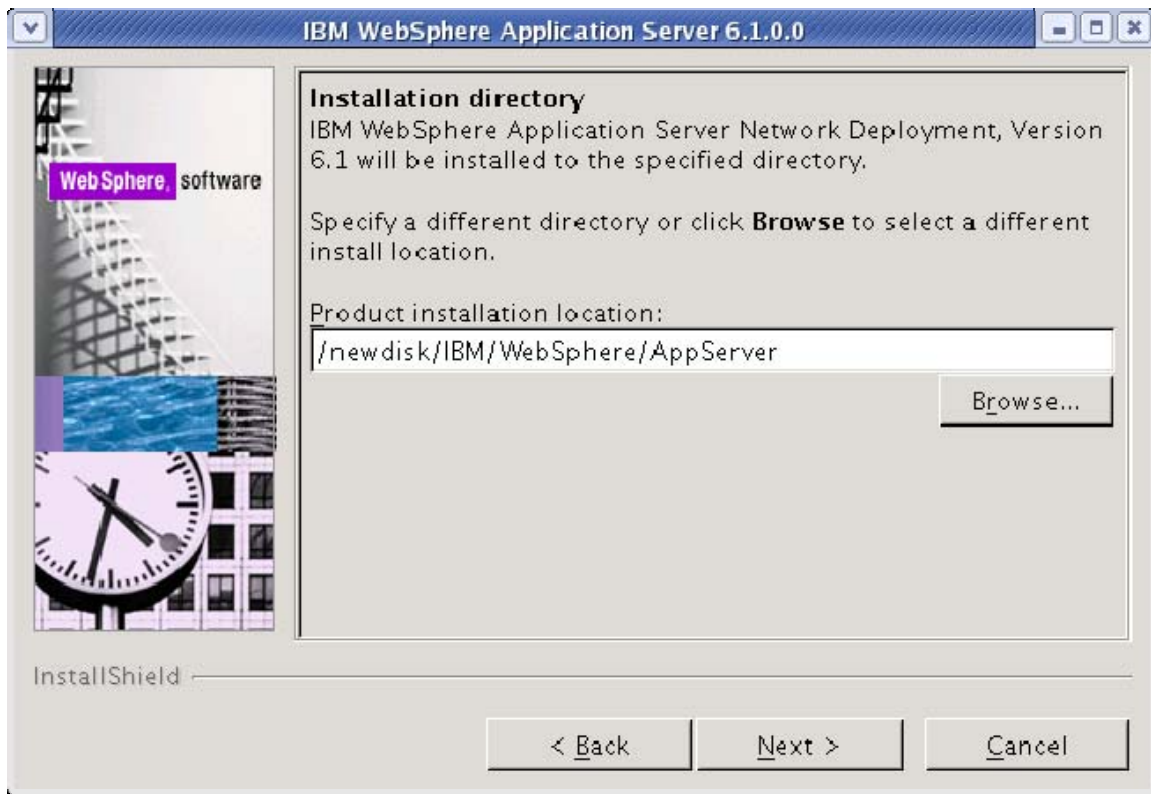 IBM WebSphere Application Server 6.1.0.0
WebSphere. software
Installation directory
IBM WebSphere Application Server Network Deployment, Version
6.1 will be installed to the specified directory.
Specify a different directory or click Browse to select a different
install location.
Product installation location:
/newdisk/IBM/WebSphere/AppServer
Browse...
InstallShield
< Back
Next >
Cancel